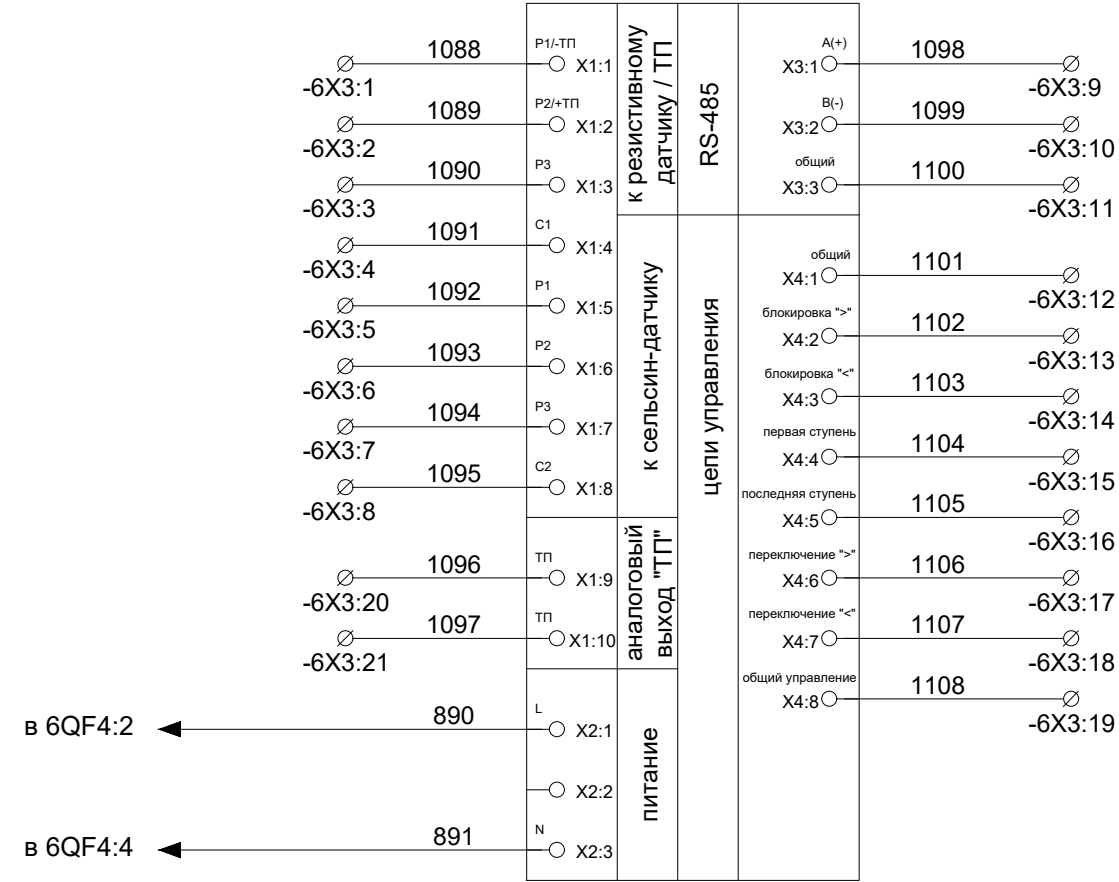 1088
P1/-ТП
X1:1
-6X3:1
1089
P2/+ТП
X1:2
-6X3:2
1090
P3
X1:3
-6X3:3
1091
C1
X1:4
-6X3:4
1092
P1
X1:5
-6X3:5
1093
P2
X1:6
-6X3:6
1094
P3
X1:7
-6X3:7
1095
C2
X1:8
-6X3:8
1096
ТП
X1:9
-6X3:20
1097
ТП
X1:10
-6X3:21
в 6QF4:2
890
L
X2:1
X2:2
в 6QF4:4
891
N
X2:3
к резистивному
датчику / ТП
к сельсин-датчику
аналоговый
выход "ТП"
питание
RS-485
цепи управления
A(+)
X3:1
1098
-6X3:9
B(-)
X3:2
1099
-6X3:10
общий
X3:3
1100
-6X3:11
общий
X4:1
1101
-6X3:12
блокировка ">"
X4:2
1102
-6X3:13
блокировка "<"
X4:3
1103
-6X3:14
первая ступень
X4:4
1104
-6X3:15
последняя ступень
X4:5
1105
-6X3:16
переключение ">"
X4:6
1106
-6X3:17
переключение "<"
X4:7
1107
-6X3:18
общий управление
X4:8
1108
-6X3:19